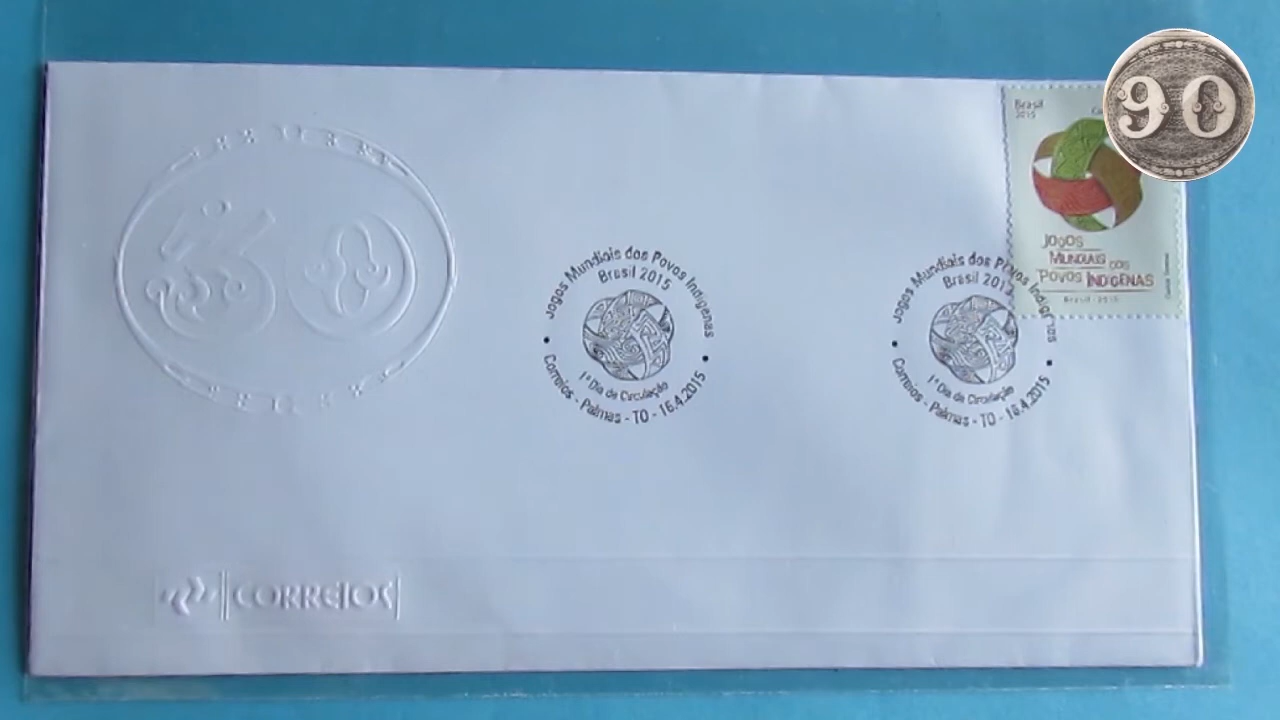 90
Brasil
2015
JOGOS
MUNDIAIS DOS
POVOS INDÍGENAS
Brasil - 2015
Jogos Mundiais dos Povos Indígenas
Brasil 2015
1º Dia de Circulação
Correios - Palmas - TO - 16.4.2015
Jogos Mundiais dos Povos Indígenas
Brasil 2015
1º Dia de Circulação
Correios - Palmas - TO - 16.4.2015
CORREIOS